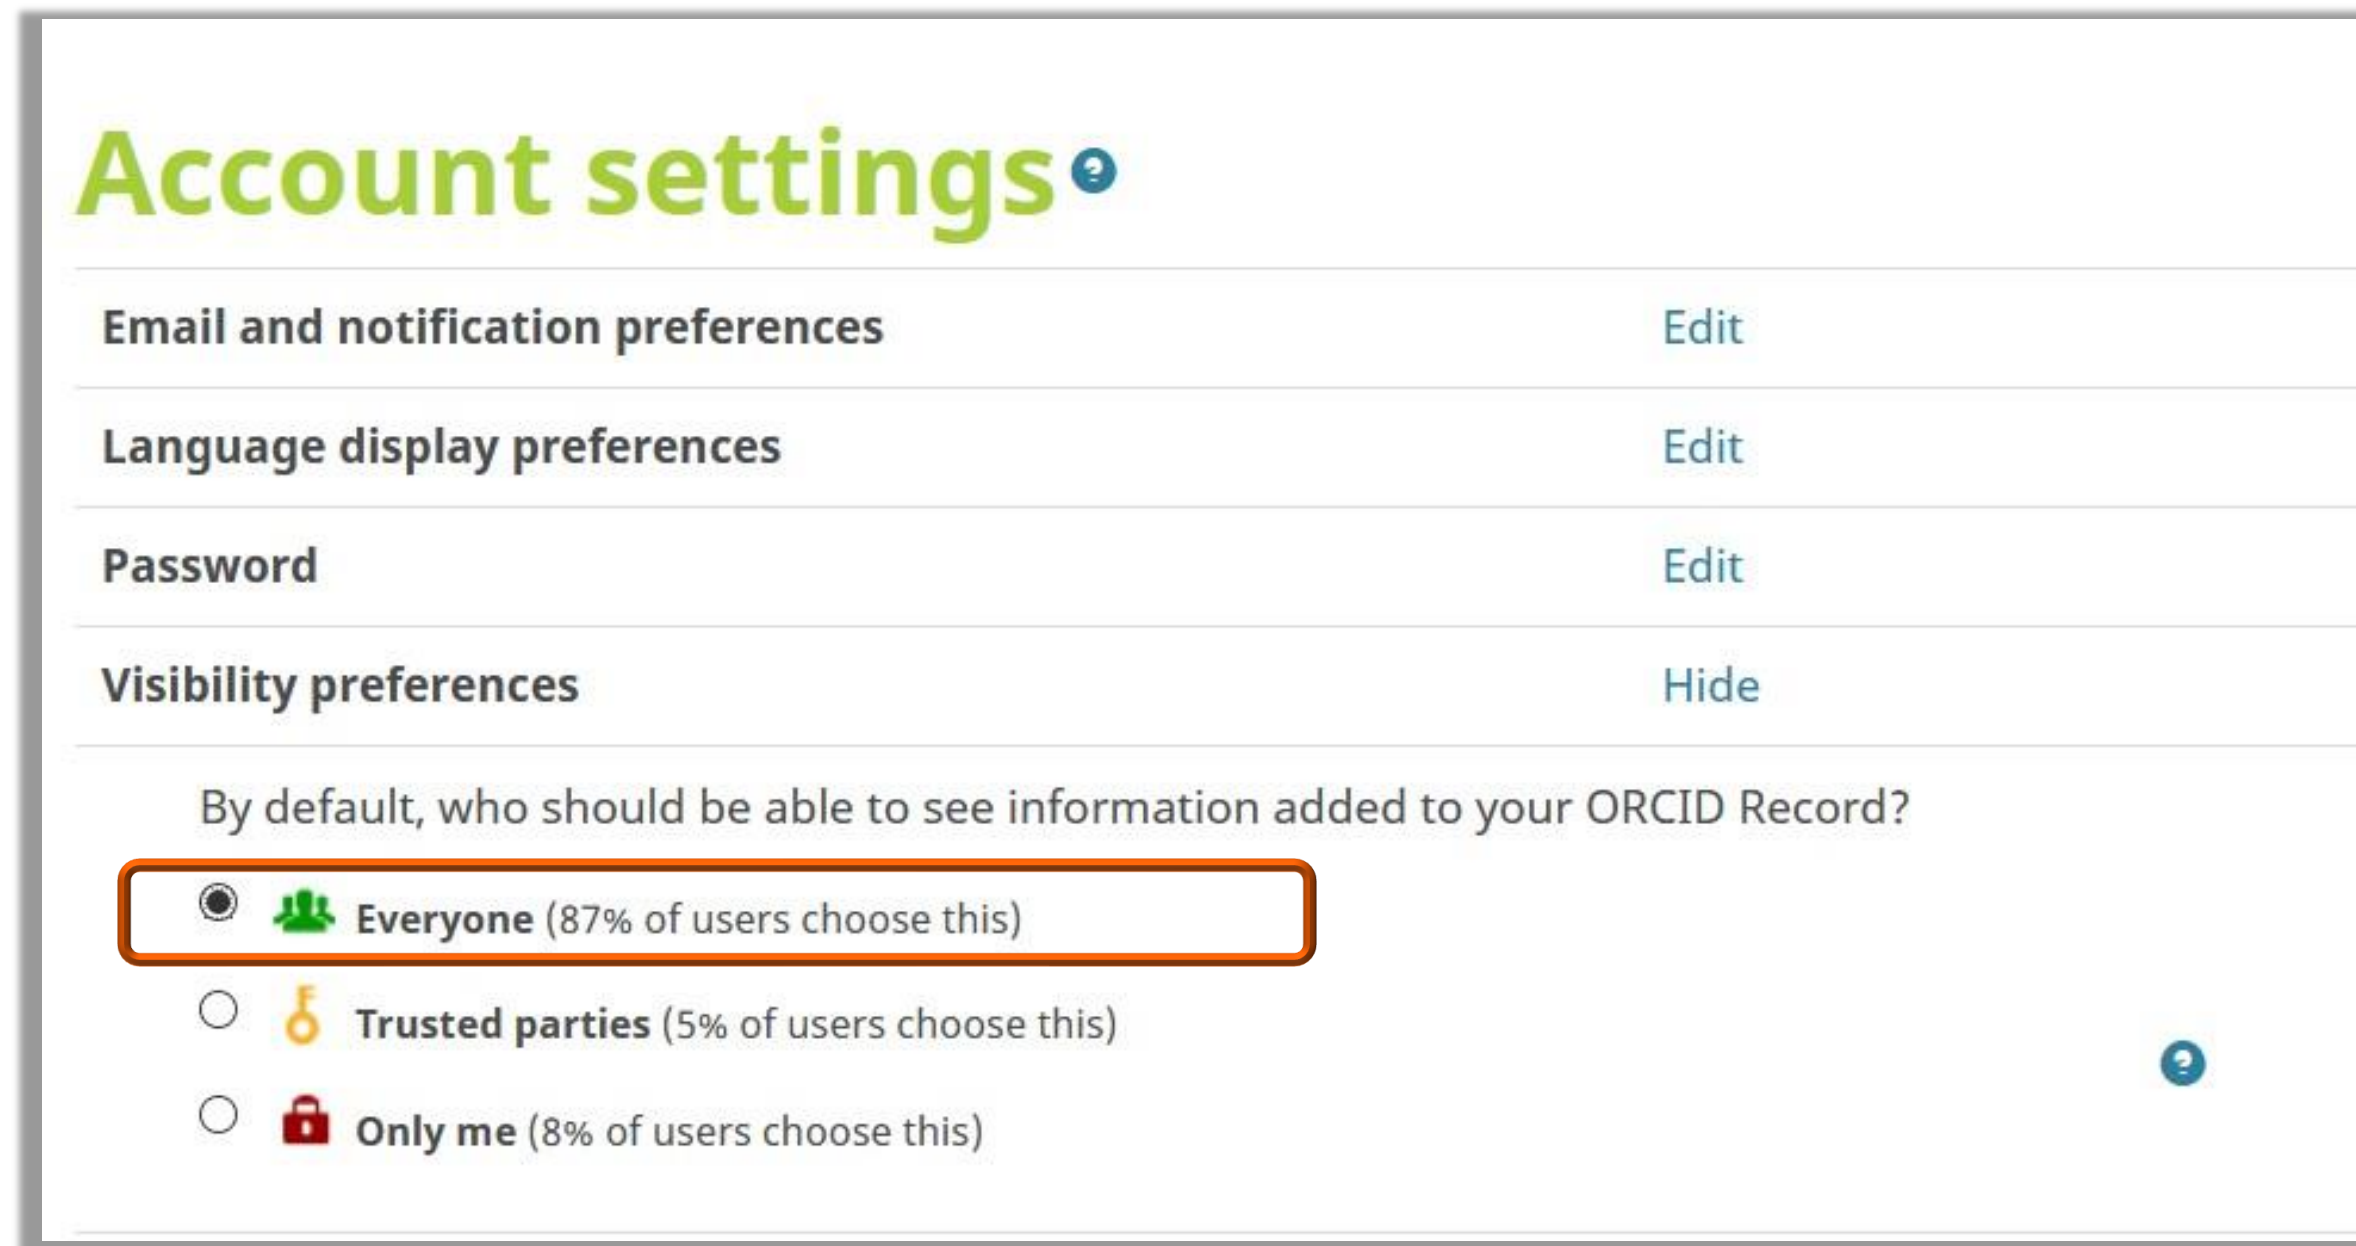 Account settings
Email and notification preferences Edit
Language display preferences Edit
Password Edit
Visibility preferences Hide
By default, who should be able to see information added to your ORCID Record?
Everyone (87% of users choose this)
Trusted parties (5% of users choose this)
Only me (8% of users choose this)